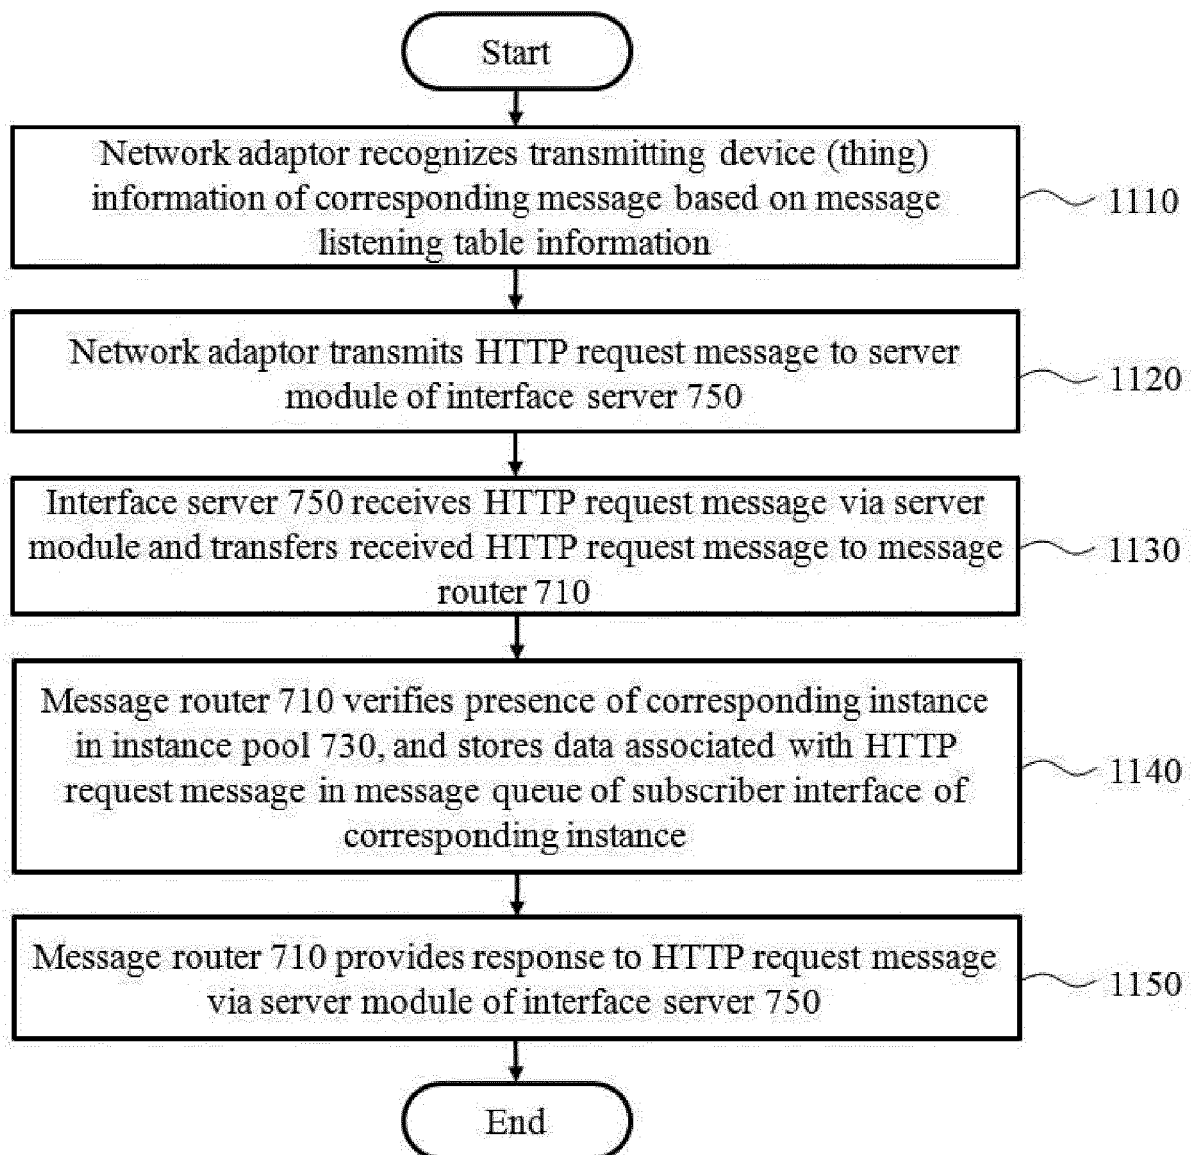 Start
Network adaptor recognizes transmitting device (thing)
information of corresponding message based on message
listening table information
1110
Network adaptor transmits HTTP request message to server
module of interface server 750
1120
Interface server 750 receives HTTP request message via server
module and transfers received HTTP request message to message
router 710
1130
Message router 710 verifies presence of corresponding instance
in instance pool 730, and stores data associated with HTTP
request message in message queue of subscriber interface of
corresponding instance
1140
Message router 710 provides response to HTTP request message
via server module of interface server 750
1150
End